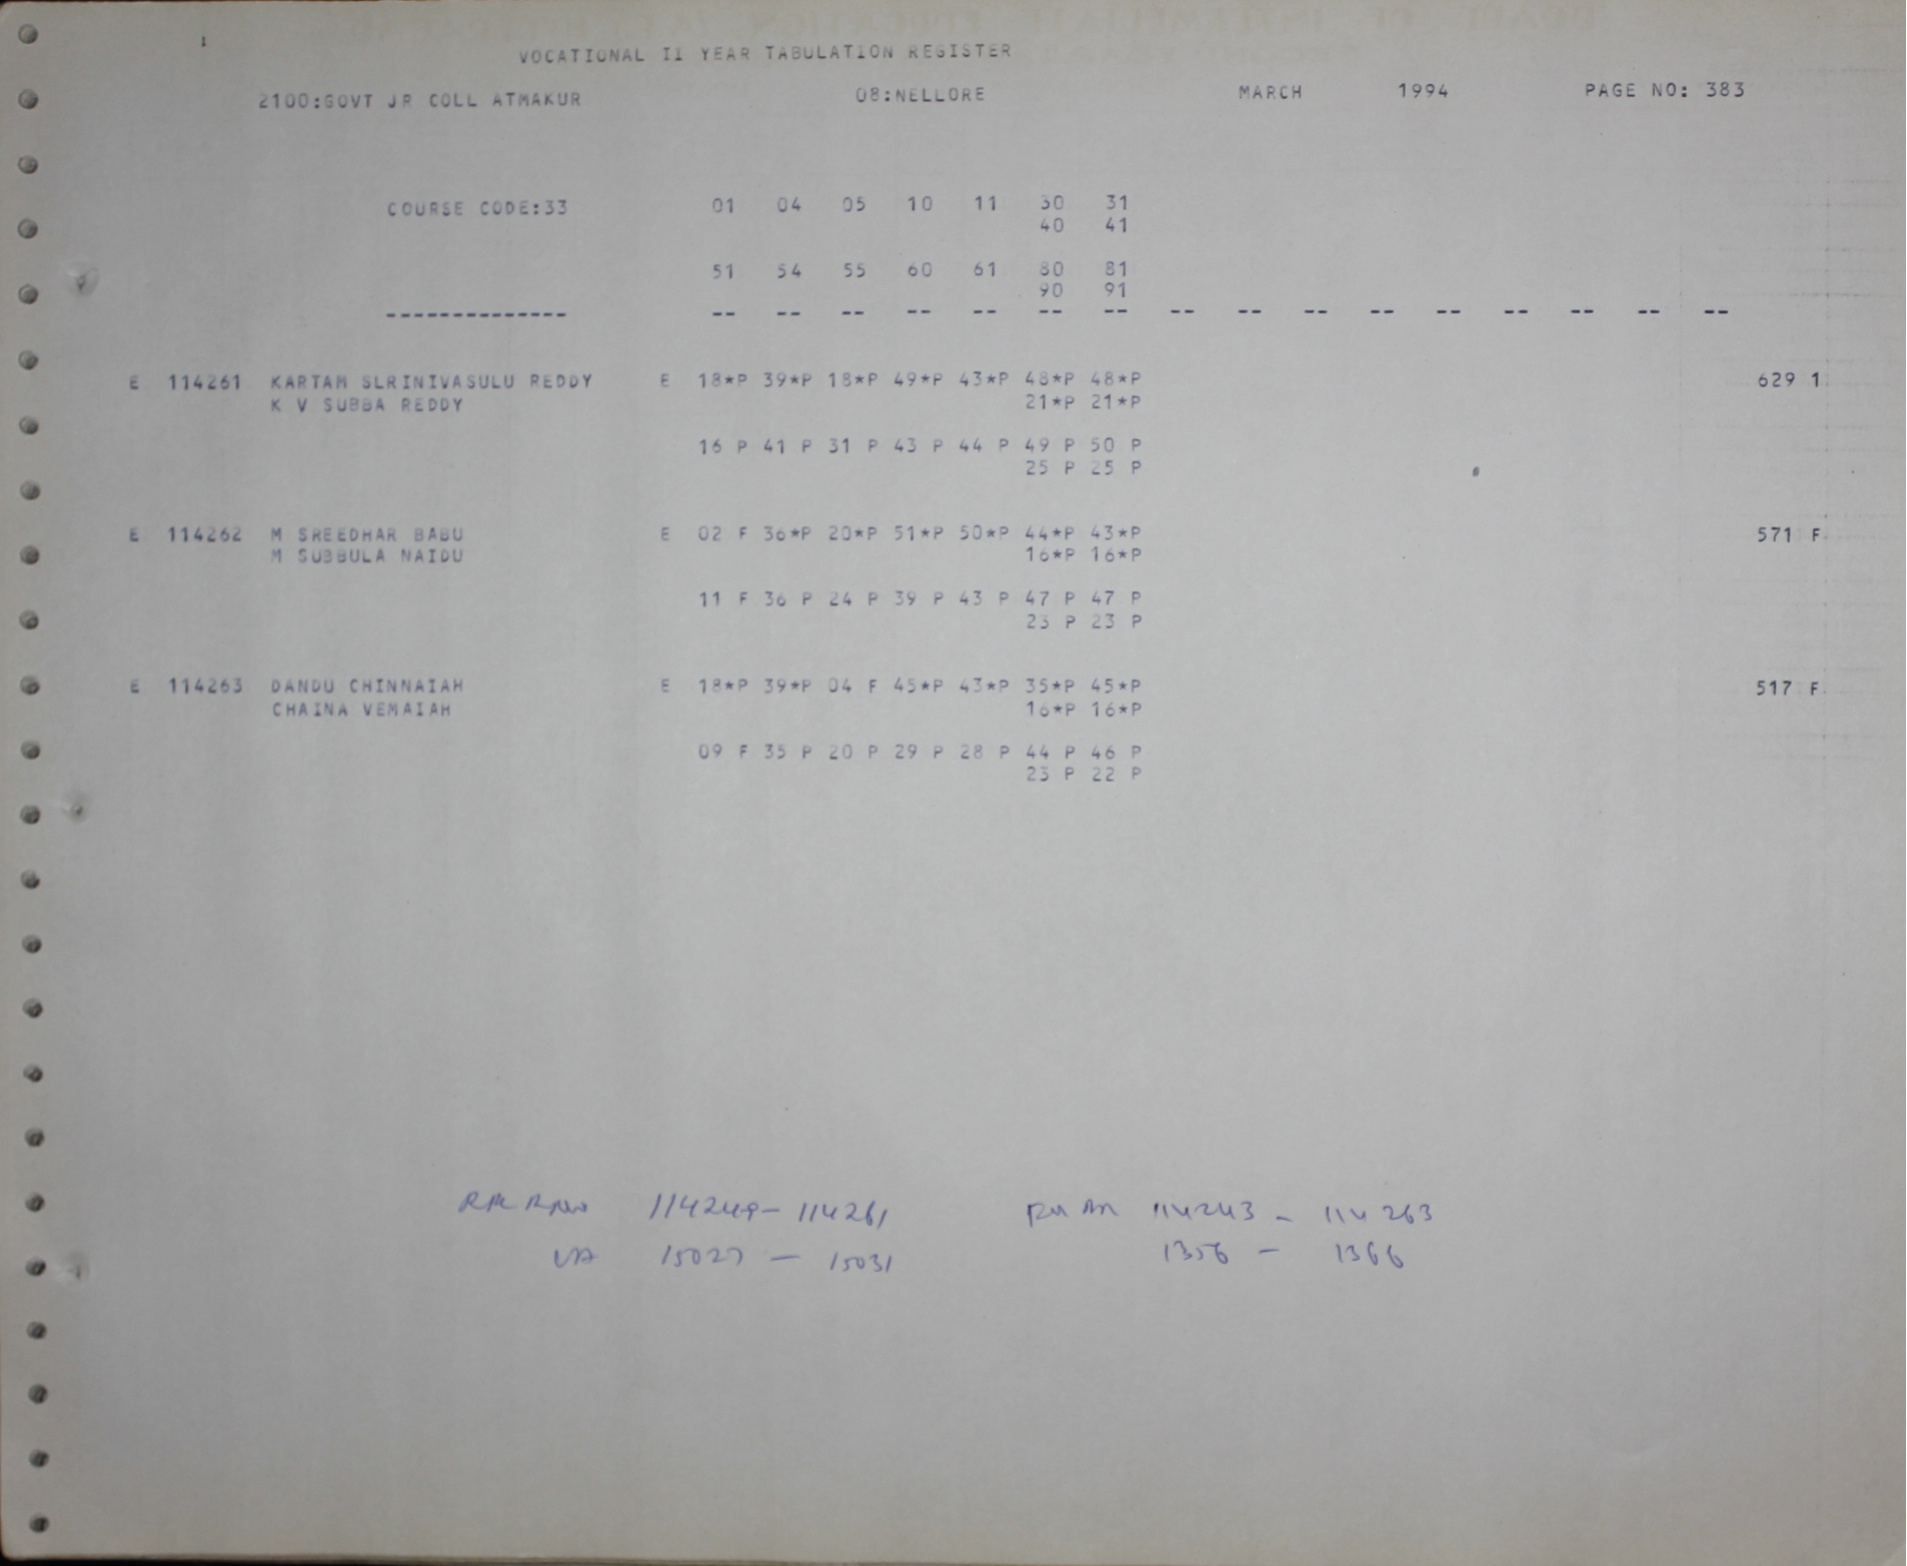 VOCATIONAL II YEAR TABULATION REGISTER
2100:GOVT JR COLL ATMAKUR 08:NELLORE MARCH 1994 PAGE NO: 383
COURSE CODE:33 01 04 05 10 11 30 31
40 41
51 54 55 60 61 80 81
90 91
-------------- -- -- -- -- -- -- -- -- -- -- -- -- -- -- -- --
E 114261 KARTAM SLRINIVASULU REDDY E 18*P 39*P 18*P 49*P 43*P 48*P 48*P 629 1
K V SUBBA REDDY 21*P 21*P
16 P 41 P 31 P 43 P 44 P 49 P 50 P
25 P 25 P
E 114262 M SREEDHAR BABU E 02 F 36*P 20*P 51*P 50*P 44*P 43*P 571 F
M SUBBULA NAIDU 16*P 16*P
11 F 36 P 24 P 39 P 43 P 47 P 47 P
23 P 23 P
E 114263 DANDU CHINNAIAH E 18*P 39*P 04 F 45*P 43*P 35*P 45*P 517 F
CHAINA VEMAIAH 16*P 16*P
09 F 35 P 20 P 29 P 28 P 44 P 46 P
23 P 22 P
114249 - 114261 114243 - 114263
15027 - 15031 1356 - 1366